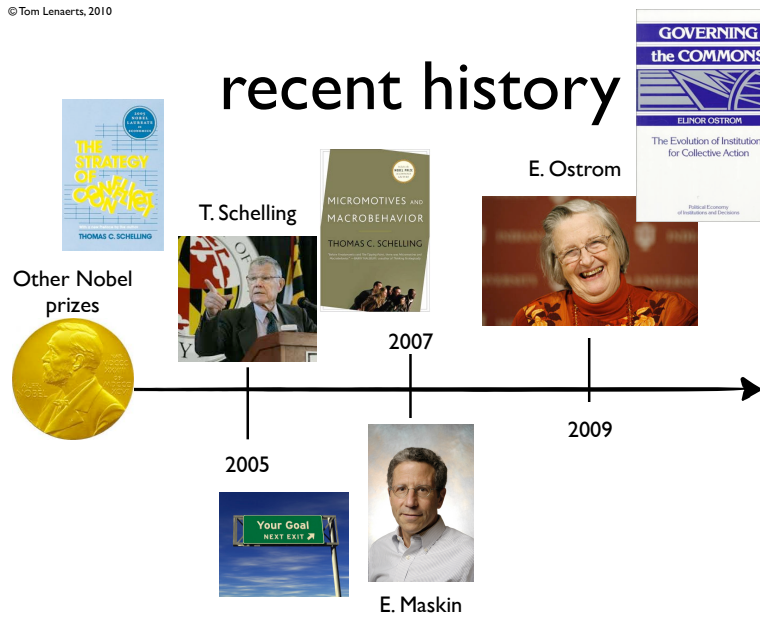 © Tom Lenaerts, 2010
recent history
GOVERNING
the COMMONS
ELINOR OSTROM
The Evolution of Institution
for Collective Action
Political Economy
of Institutions and Decisions
THE
STRATEGY
OF
CONFLICT
THOMAS C. SCHELLING
T. Schelling
MICROMOTIVES AND
MACROBEHAVIOR
THOMAS C. SCHELLING
E. Ostrom
Other Nobel
prizes
2007
2009
2005
Your Goal
NEXT EXIT
E. Maskin